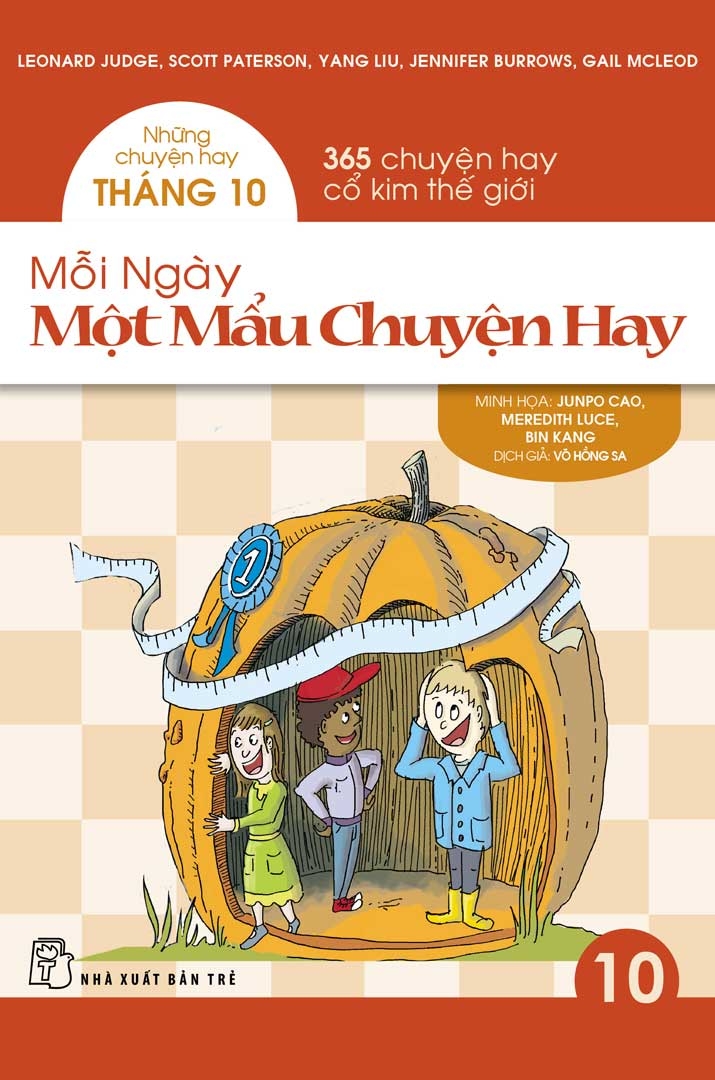 LEONARD JUDGE, SCOTT PATERSON, YANG LIU, JENNIFER BURROWS, GAIL MCLEOD
Những
chuyện hay
THÁNG 10
365 chuyện hay
cổ kim thế giới
Mỗi Ngày
Một Mẩu Chuyện Hay
MINH HỌA: JUNPO CAO,
MEREDITH LUCE,
BIN KANG
DỊCH GIẢ: VÕ HỒNG SA
1
T
NHÀ XUẤT BẢN TRẺ
10